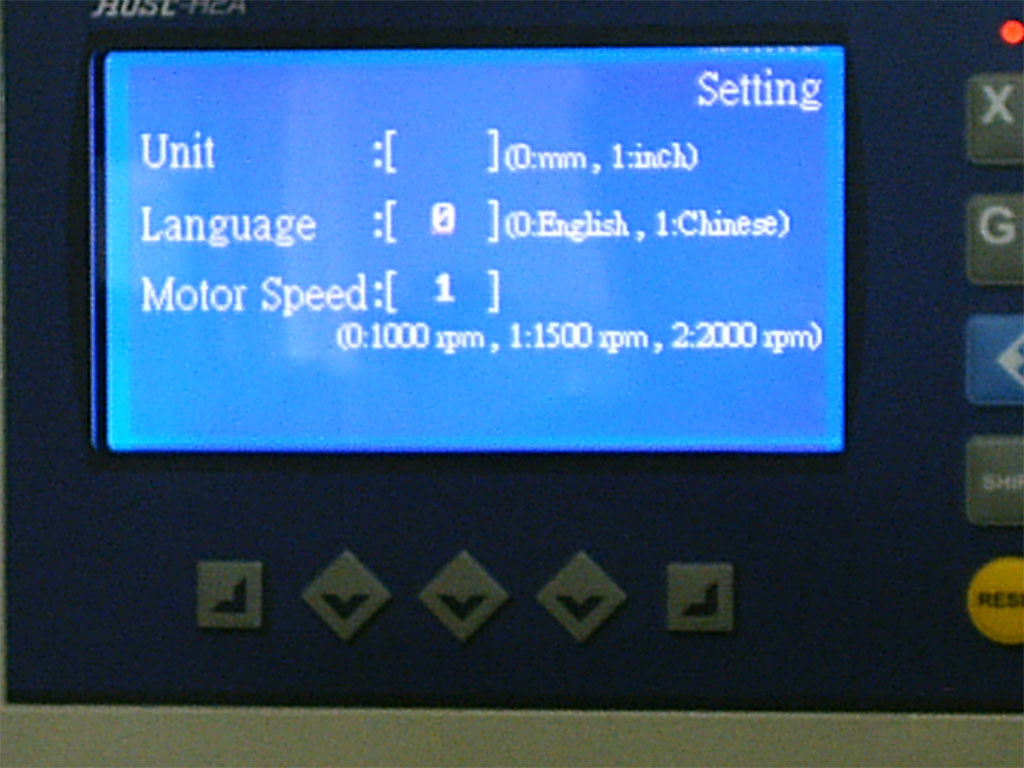 Setting
Unit :[ ](0:mm , 1:inch)
Language :[ 0 ](0:English , 1:Chinese)
Motor Speed:[ 1 ]
(0:1000 rpm , 1:1500 rpm , 2:2000 rpm)
X
G